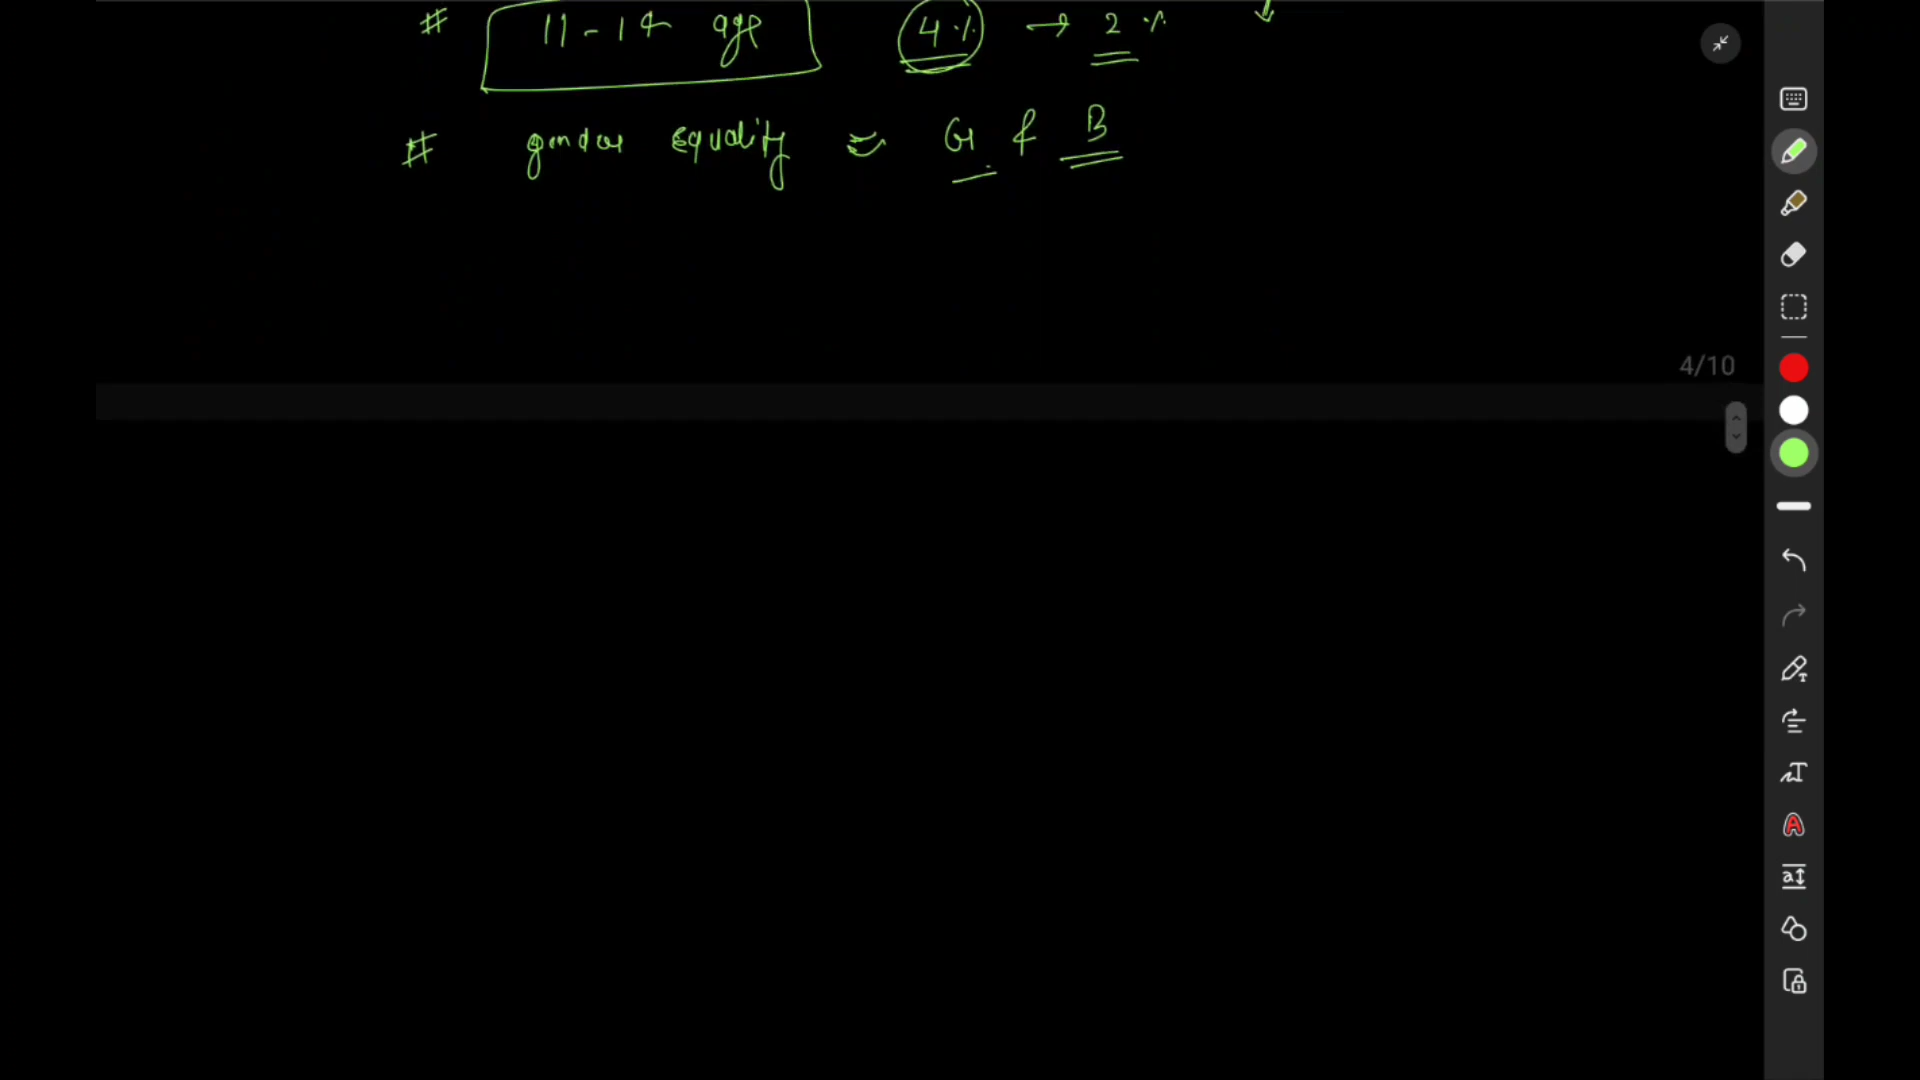 # 11-14 age 4% → 2% ↓
# gender equality = G & B
4/10